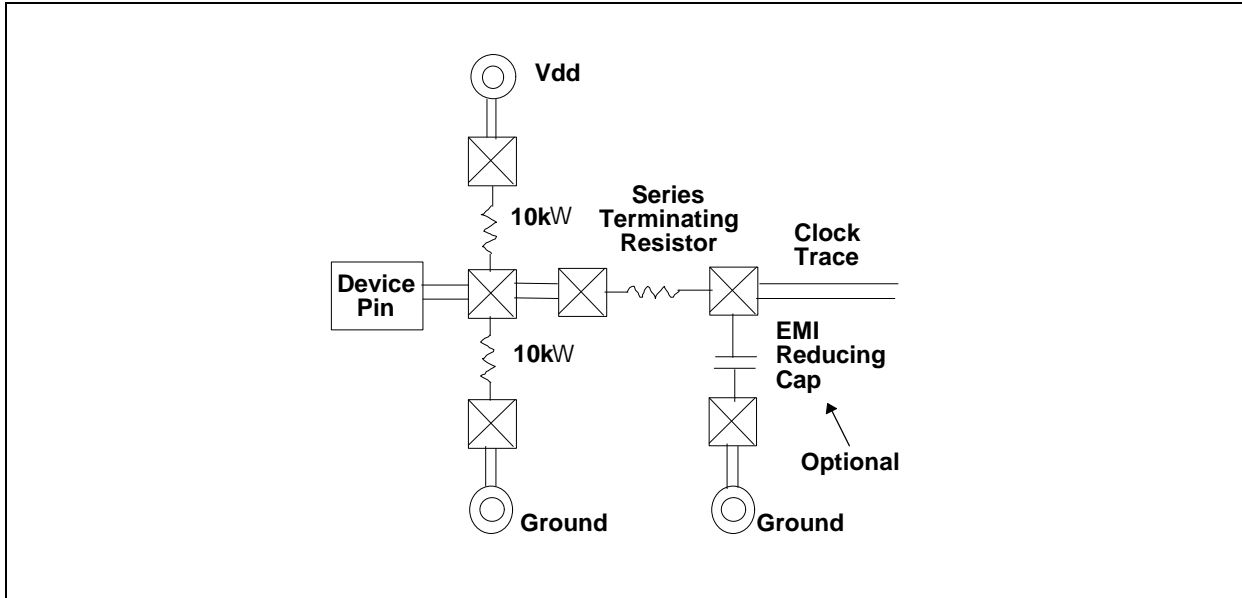 Vdd
10kW
Series
Terminating
Resistor
Clock
Trace
Device
Pin
10kW
EMI
Reducing
Cap
Optional
Ground
Ground